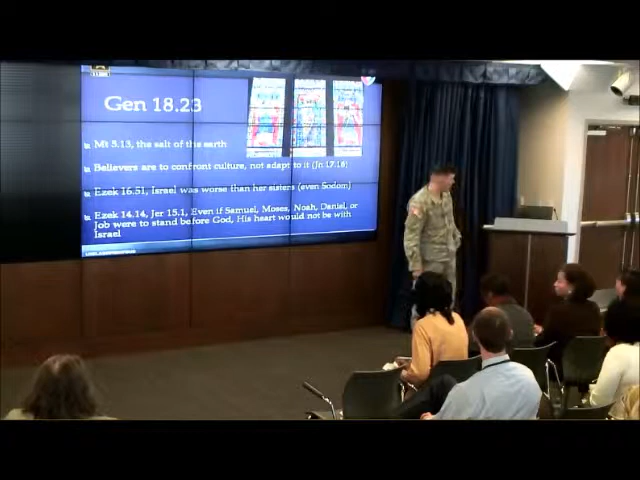 Gen 18.23
Mt 5.13, the salt of the earth
Believers are to confront culture, not adapt to it (Jn 17.18)
Ezek 16.51, Israel was worse than her sisters (even Sodom)
Ezek 14.14, Jer 15.1, Even if Samuel, Moses, Noah, Daniel, or
Job were to stand before God, His heart would not be with
Israel